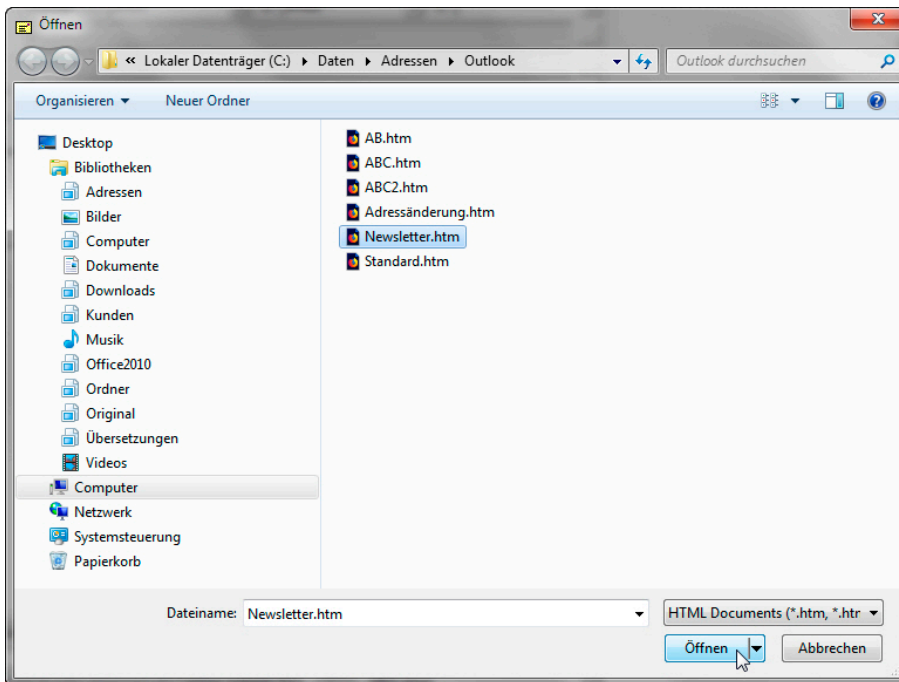 Öffnen
« Lokaler Datenträger (C:) Daten Adressen Outlook Outlook durchsuchen
Organisieren Neuer Ordner
Desktop
Bibliotheken
Adressen
Bilder
Computer
Dokumente
Downloads
Kunden
Musik
Office2010
Ordner
Original
Übersetzungen
Videos
Computer
Netzwerk
Systemsteuerung
Papierkorb
AB.htm
ABC.htm
ABC2.htm
Adressänderung.htm
Newsletter.htm
Standard.htm
Dateiname: Newsletter.htm HTML Documents (*.htm, *.htr
Öffnen Abbrechen